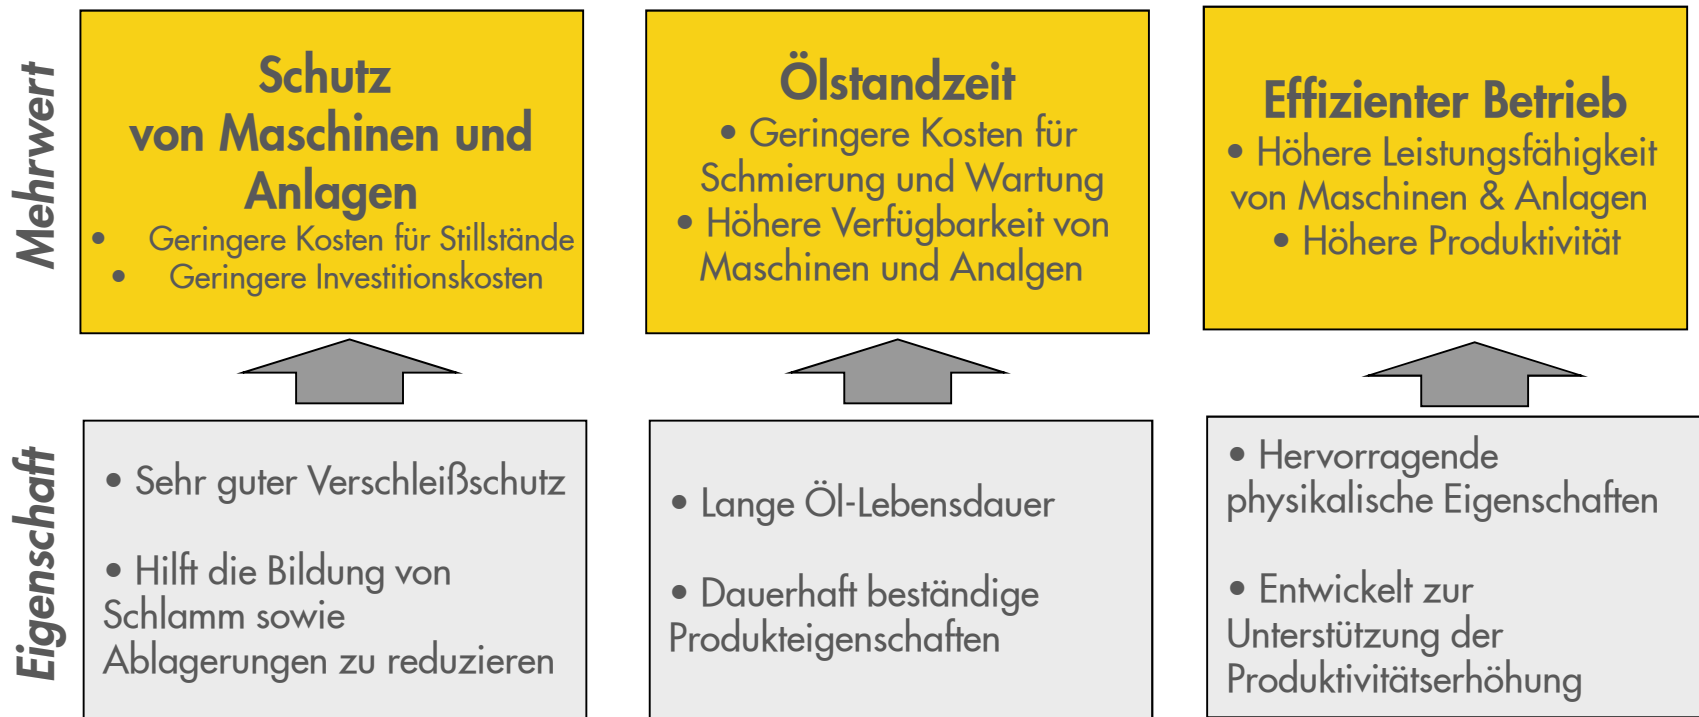 Mehrwert
Schutz
von Maschinen und
Anlagen
• Geringere Kosten für Stillstände
• Geringere Investitionskosten
Ölstandzeit
• Geringere Kosten für
Schmierung und Wartung
• Höhere Verfügbarkeit von
Maschinen und Analgen
Effizienter Betrieb
• Höhere Leistungsfähigkeit
von Maschinen & Anlagen
• Höhere Produktivität
Eigenschaft
• Sehr guter Verschleißschutz
• Hilft die Bildung von
Schlamm sowie
Ablagerungen zu reduzieren
• Lange Öl-Lebensdauer
• Dauerhaft beständige
Produkteigenschaften
• Hervorragende
physikalische Eigenschaften
• Entwickelt zur
Unterstützung der
Produktivitätserhöhung